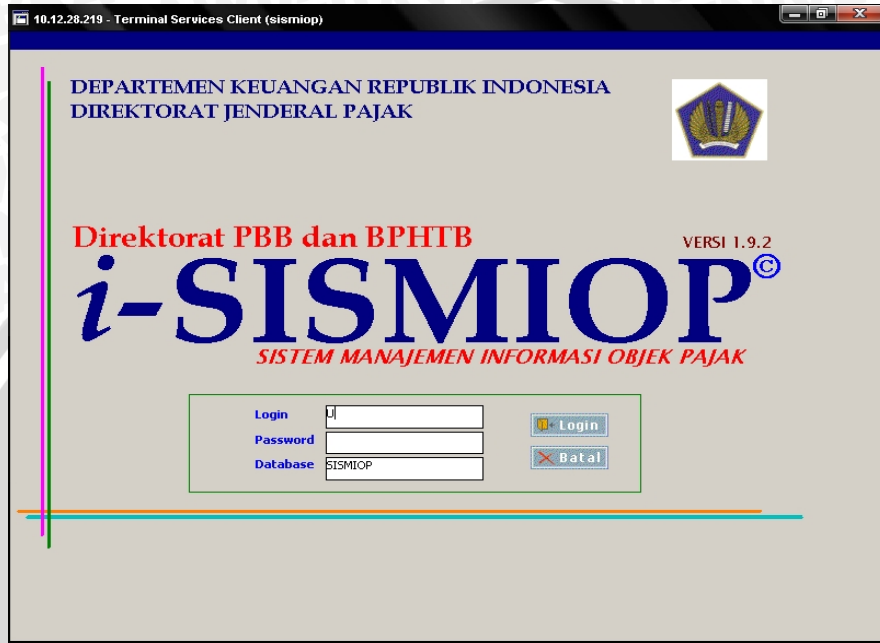 10.12.28.219 - Terminal Services Client (sismiop)
DEPARTEMEN KEUANGAN REPUBLIK INDONESIA
DIREKTORAT JENDERAL PAJAK
Direktorat PBB dan BPHTB
VERSI 1.9.2
i-SISMIOP©
SISTEM MANAJEMEN INFORMASI OBJEK PAJAK
Login U
Login
Password
Batal
Database SISMIOP